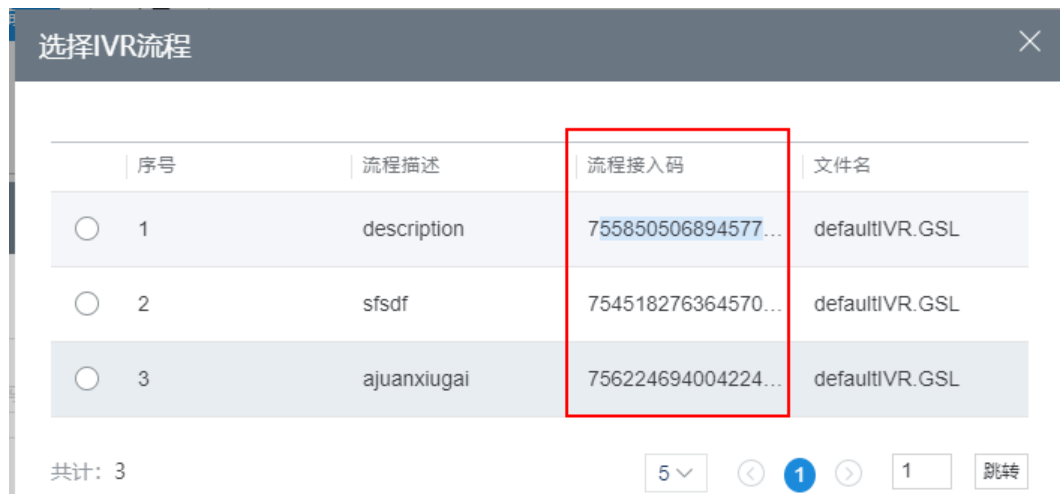 选择IVR流程
序号 流程描述 流程接入码 文件名
1 description 755850506894577... defaultIVR.GSL
2 sfsdf 754518276364570... defaultIVR.GSL
3 ajuanxiugai 756224694004224... defaultIVR.GSL
共计: 3 5 1 1 跳转